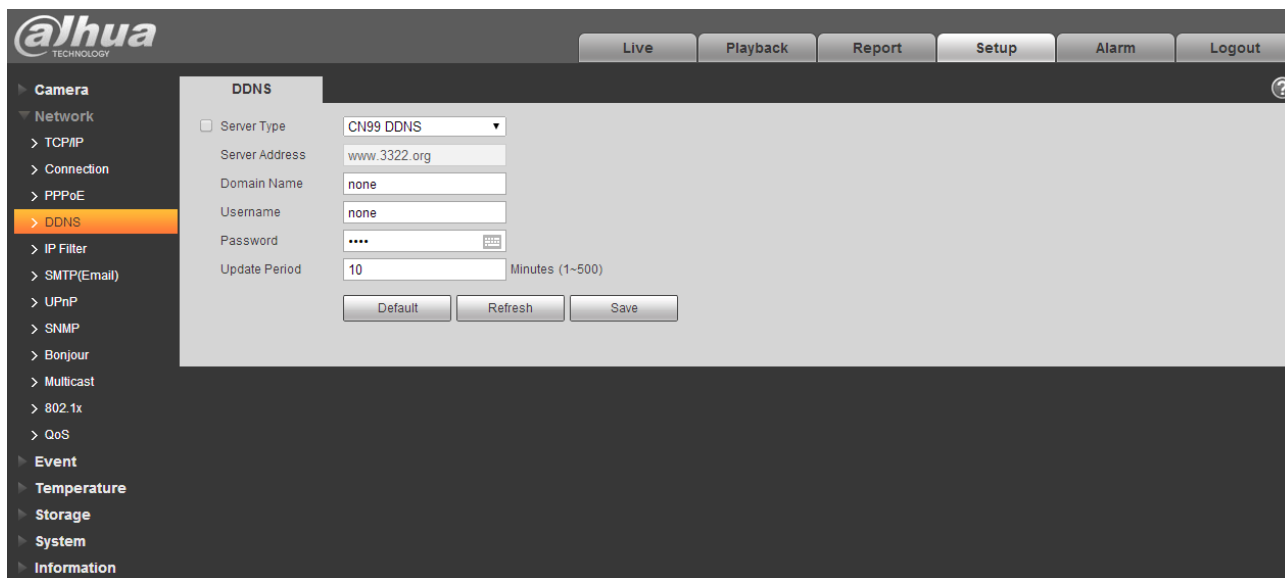 alhua
TECHNOLOGY
Live Playback Report Setup Alarm Logout
Camera
Network
TCP/IP
Connection
PPPoE
DDNS
IP Filter
SMTP(Email)
UPnP
SNMP
Bonjour
Multicast
802.1x
QoS
Event
Temperature
Storage
System
Information
DDNS
?
Server Type CN99 DDNS
Server Address www.3322.org
Domain Name none
Username none
Password ••••
Update Period 10 Minutes (1~500)
Default Refresh Save